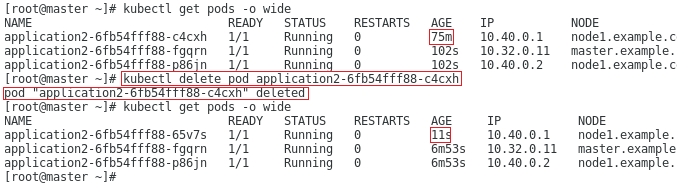 [root@master ~]# kubectl get pods -o wide
NAME READY STATUS RESTARTS AGE IP NODE
application2-6fb54fff88-c4cxh 1/1 Running 0 75m 10.40.0.1 node1.example.c
application2-6fb54fff88-fgqrn 1/1 Running 0 102s 10.32.0.11 master.example.
application2-6fb54fff88-p86jn 1/1 Running 0 102s 10.40.0.2 node1.example.c
[root@master ~]# kubectl delete pod application2-6fb54fff88-c4cxh
pod "application2-6fb54fff88-c4cxh" deleted
[root@master ~]# kubectl get pods -o wide
NAME READY STATUS RESTARTS AGE IP NODE
application2-6fb54fff88-65v7s 1/1 Running 0 11s 10.40.0.1 node1.example.
application2-6fb54fff88-fgqrn 1/1 Running 0 6m53s 10.32.0.11 master.example
application2-6fb54fff88-p86jn 1/1 Running 0 6m53s 10.40.0.2 node1.example.
[root@master ~]#